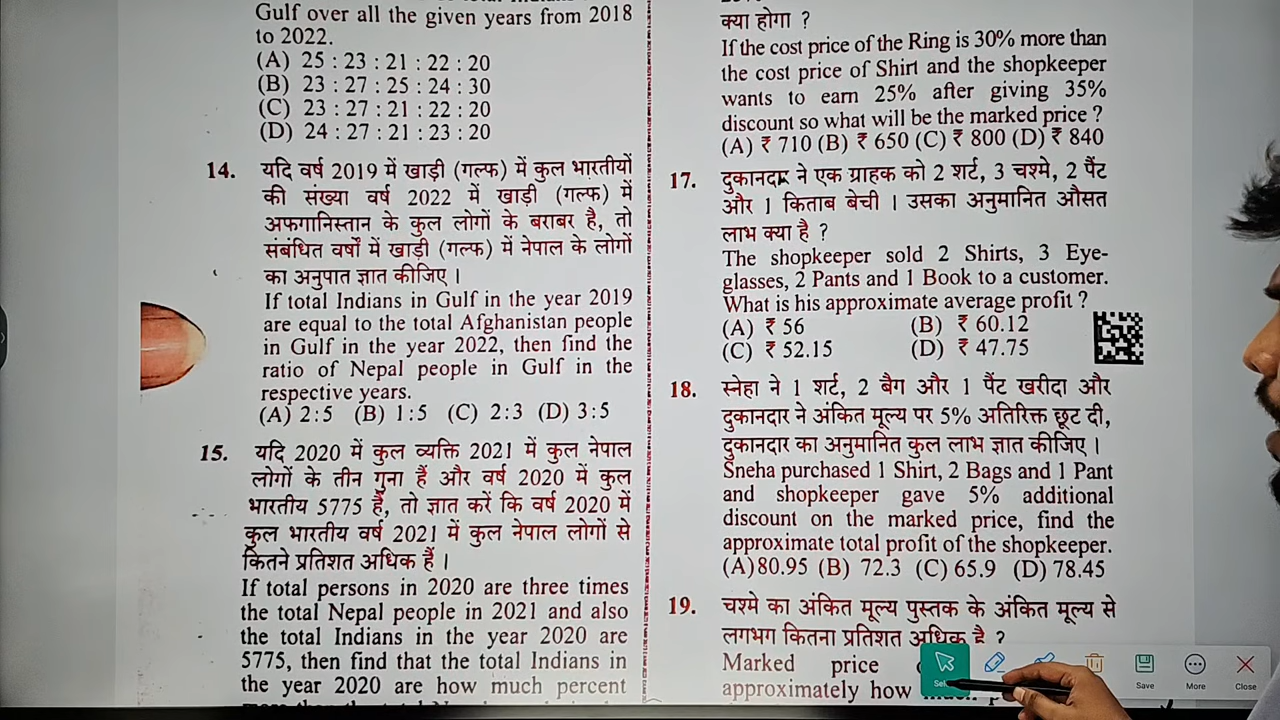 Gulf over all the given years from 2018
to 2022.
(A) 25 : 23 : 21 : 22 : 20
(B) 23 : 27 : 25 : 24 : 30
(C) 23 : 27 : 21 : 22 : 20
(D) 24 : 27 : 21 : 23 : 20
14. यदि वर्ष 2019 में खाड़ी (गल्फ) में कुल भारतीयों
की संख्या वर्ष 2022 में खाड़ी (गल्फ) में
अफगानिस्तान के कुल लोगों के बराबर है, तो
संबंधित वर्षों में खाड़ी (गल्फ) में नेपाल के लोगों
का अनुपात ज्ञात कीजिए ।
If total Indians in Gulf in the year 2019
are equal to the total Afghanistan people
in Gulf in the year 2022, then find the
ratio of Nepal people in Gulf in the
respective years.
(A) 2:5 (B) 1:5 (C) 2:3 (D) 3:5
15. यदि 2020 में कुल व्यक्ति 2021 में कुल नेपाल
लोगों के तीन गुना हैं और वर्ष 2020 में कुल
भारतीय 5775 हैं, तो ज्ञात करें कि वर्ष 2020 में
कुल भारतीय वर्ष 2021 में कुल नेपाल लोगों से
कितने प्रतिशत अधिक हैं ।
If total persons in 2020 are three times
the total Nepal people in 2021 and also
the total Indians in the year 2020 are
5775, then find that the total Indians in
the year 2020 are how much percent
क्या होगा ?
If the cost price of the Ring is 30% more than
the cost price of Shirt and the shopkeeper
wants to earn 25% after giving 35%
discount so what will be the marked price ?
(A) ₹ 710 (B) ₹ 650 (C) ₹ 800 (D) ₹ 840
17. दुकानदार ने एक ग्राहक को 2 शर्ट, 3 चश्मे, 2 पैंट
और 1 किताब बेची । उसका अनुमानित औसत
लाभ क्या है ?
The shopkeeper sold 2 Shirts, 3 Eye-
glasses, 2 Pants and 1 Book to a customer.
What is his approximate average profit ?
(A) ₹ 56 (B) ₹ 60.12
(C) ₹ 52.15 (D) ₹ 47.75
18. स्नेहा ने 1 शर्ट, 2 बैग और 1 पैंट खरीदा और
दुकानदार ने अंकित मूल्य पर 5% अतिरिक्त छूट दी,
दुकानदार का अनुमानित कुल लाभ ज्ञात कीजिए ।
Sneha purchased 1 Shirt, 2 Bags and 1 Pant
and shopkeeper gave 5% additional
discount on the marked price, find the
approximate total profit of the shopkeeper.
(A) 80.95 (B) 72.3 (C) 65.9 (D) 78.45
19. चश्मे का अंकित मूल्य पुस्तक के अंकित मूल्य से
लगभग कितना प्रतिशत अधिक है ?
Marked price
approximately how much
Save
More
Close